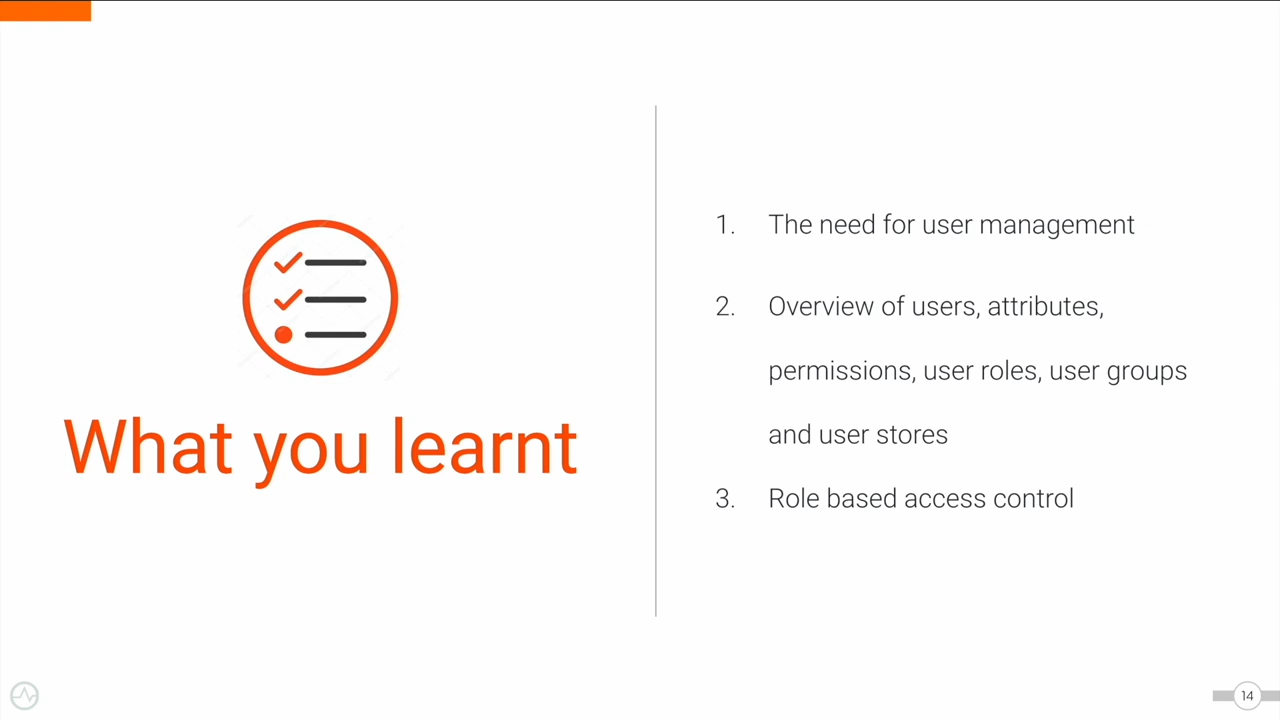 What you learnt
1. The need for user management
2. Overview of users, attributes,
permissions, user roles, user groups
and user stores
3. Role based access control
14